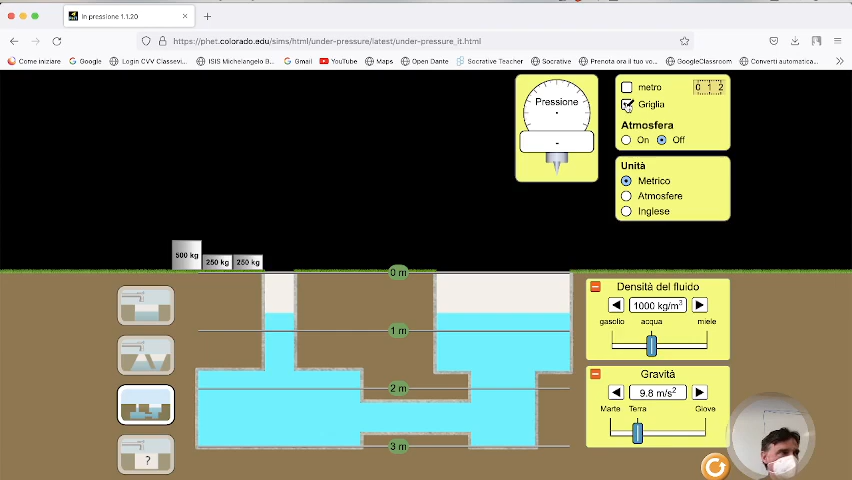 In pressione 1.1.20
https://phet.colorado.edu/sims/html/under-pressure/latest/under-pressure_it.html
Come iniziare
Google
Login CVV Classevi...
ISIS Michelangelo B...
Gmail
YouTube
Maps
Open Dante
Socrative Teacher
Socrative
Prenota ora il tuo vo...
GoogleClassroom
Converti automatica...
Pressione
-
metro
0 1 2
Griglia
Atmosfera
On
Off
Unità
Metrico
Atmosfere
Inglese
500 kg
250 kg
250 kg
0 m
1 m
2 m
3 m
Densità del fluido
1000 kg/m³
gasolio acqua miele
Gravità
9.8 m/s²
Marte Terra Giove
?